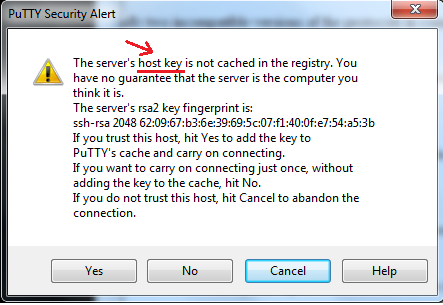 PuTTY Security Alert
The server's host key is not cached in the registry. You
have no guarantee that the server is the computer you
think it is.
The server's rsa2 key fingerprint is:
ssh-rsa 2048 62:09:67:b3:6e:39:69:5c:07:f1:40:0f:e7:54:a5:3b
If you trust this host, hit Yes to add the key to
PuTTY's cache and carry on connecting.
If you want to carry on connecting just once, without
adding the key to the cache, hit No.
If you do not trust this host, hit Cancel to abandon the
connection.
Yes No Cancel Help